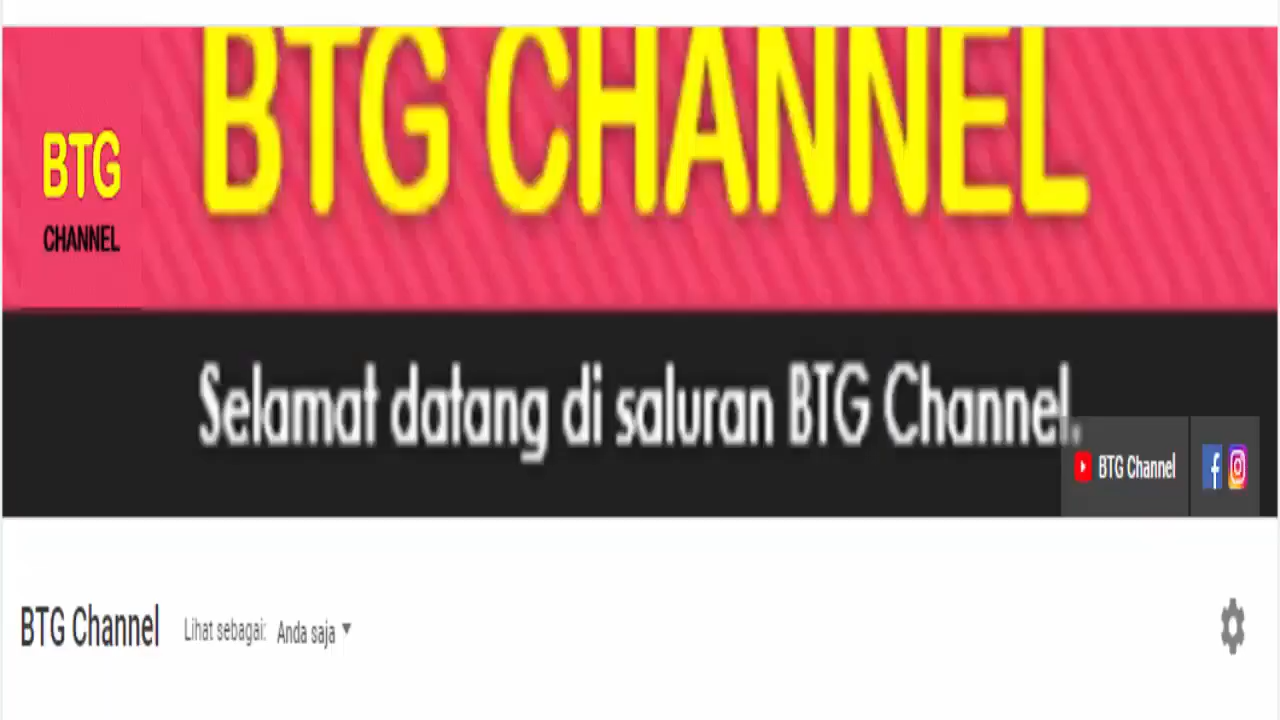 BTG CHANNEL
BTG
CHANNEL
Selamat datang di saluran BTG Channel.
BTG Channel
BTG Channel Lihat sebagai: Anda saja